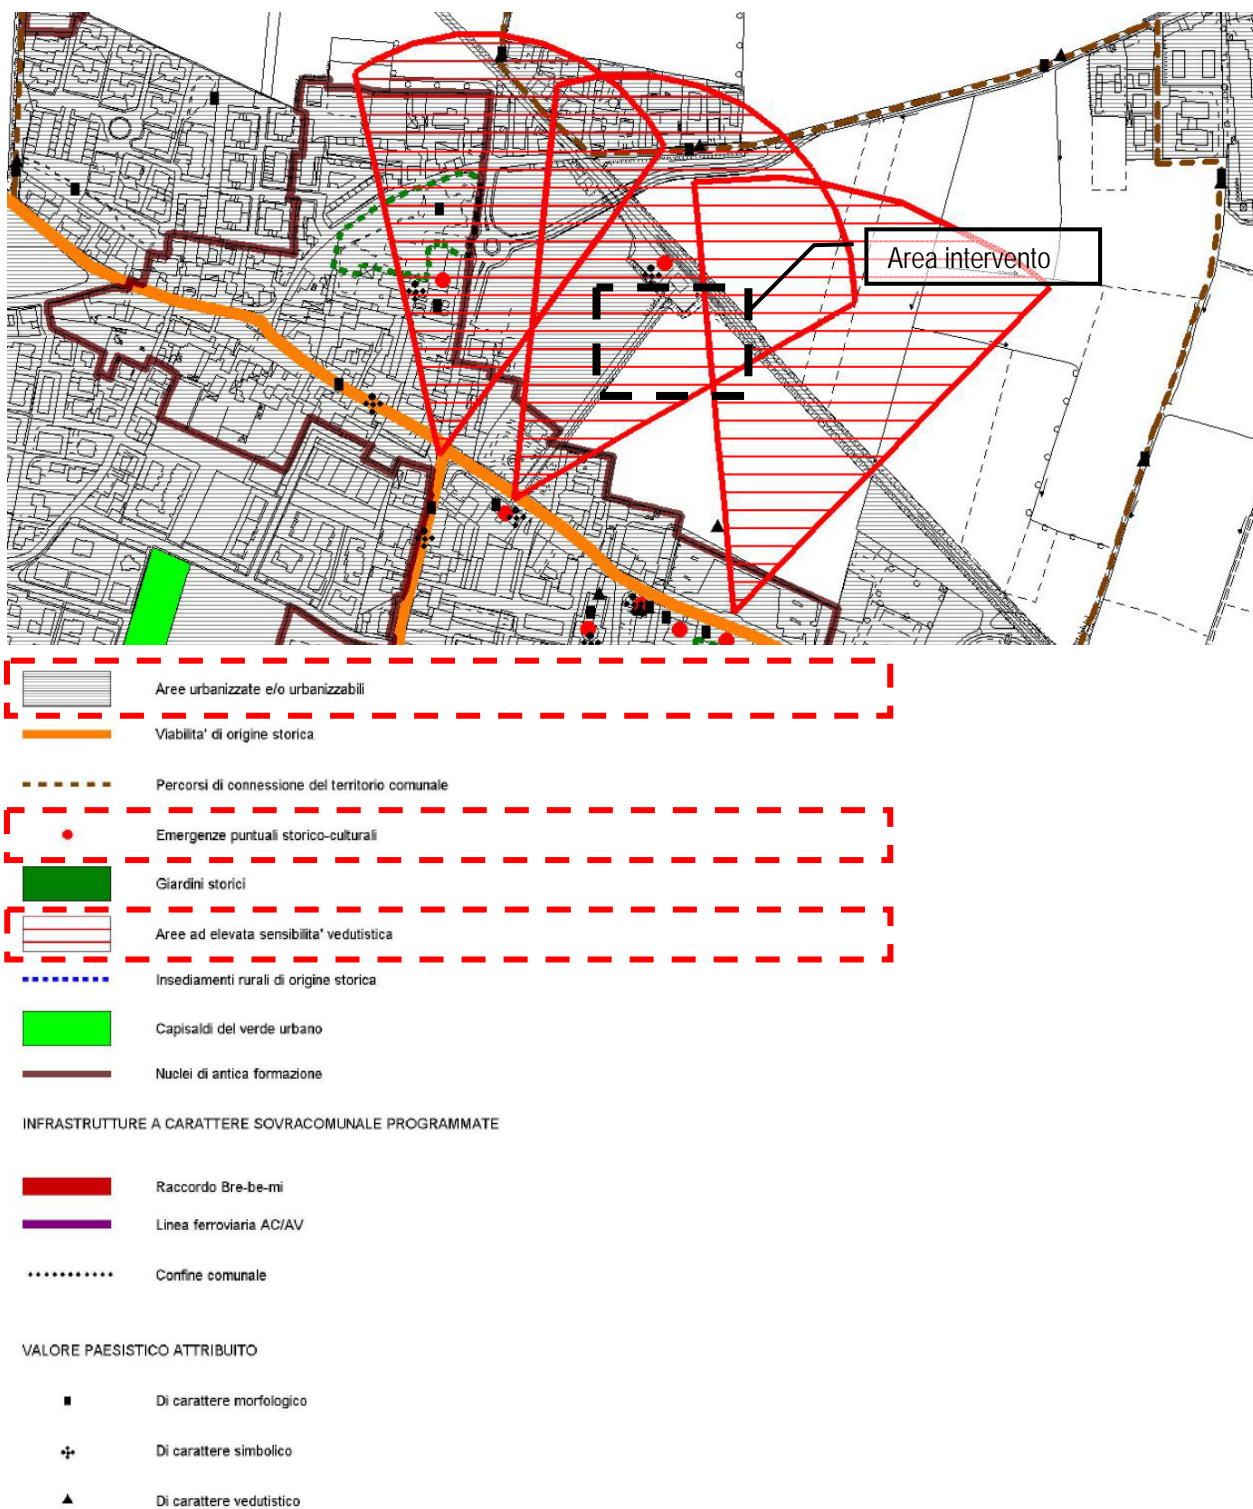 Area intervento
Aree urbanizzate e/o urbanizzabili
Viabilita' di origine storica
Percorsi di connessione del territorio comunale
Emergenze puntuali storico-culturali
Giardini storici
Aree ad elevata sensibilita' vedutistica
Insediamenti rurali di origine storica
Capisaldi del verde urbano
Nuclei di antica formazione
INFRASTRUTTURE A CARATTERE SOVRACOMUNALE PROGRAMMATE
Raccordo Bre-be-mi
Linea ferroviaria AC/AV
Confine comunale
VALORE PAESISTICO ATTRIBUITO
Di carattere morfologico
Di carattere simbolico
Di carattere vedutistico